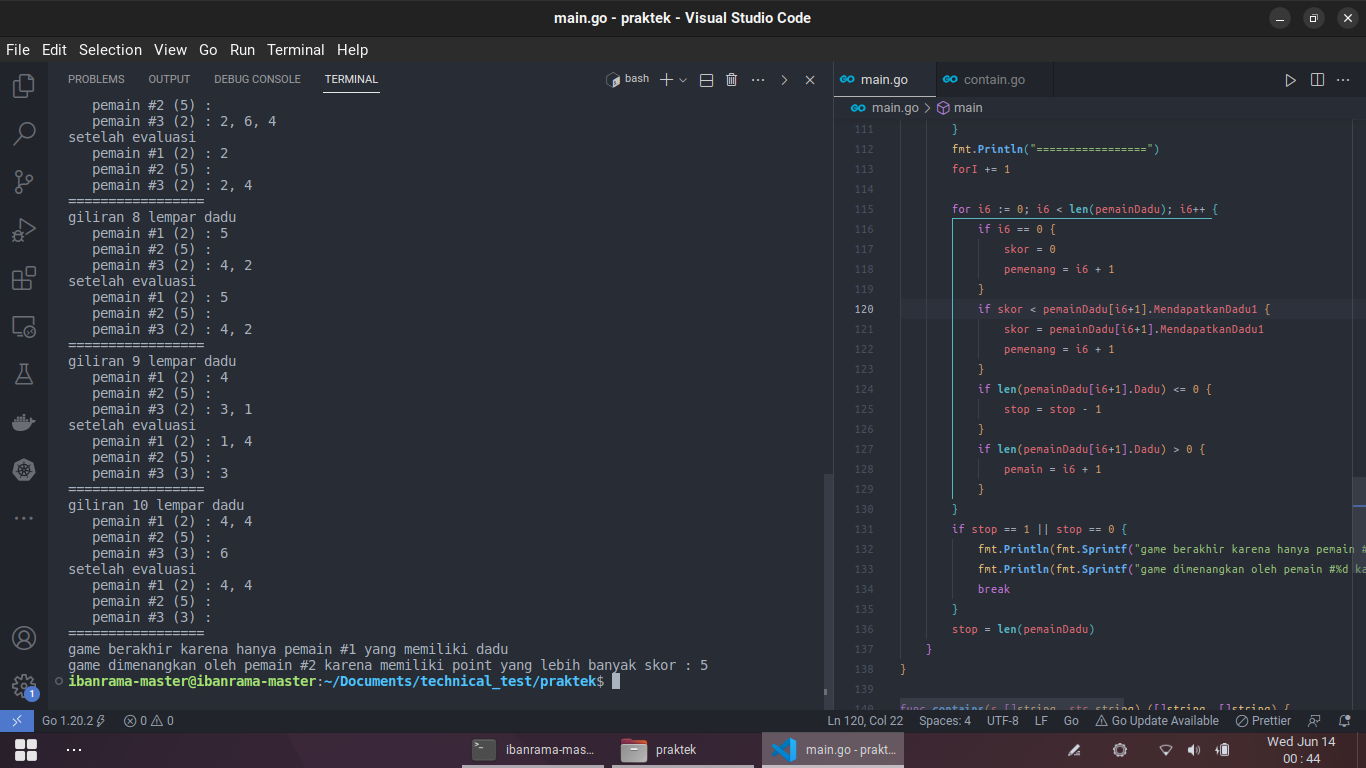 main.go - praktek - Visual Studio Code
File Edit Selection View Go Run Terminal Help
PROBLEMS OUTPUT DEBUG CONSOLE TERMINAL
bash
pemain #2 (5) :
pemain #3 (2) : 2, 6, 4
setelah evaluasi
pemain #1 (2) : 2
pemain #2 (5) :
pemain #3 (2) : 2, 4
=================
giliran 8 lempar dadu
pemain #1 (2) : 5
pemain #2 (5) :
pemain #3 (2) : 4, 2
setelah evaluasi
pemain #1 (2) : 5
pemain #2 (5) :
pemain #3 (2) : 4, 2
=================
giliran 9 lempar dadu
pemain #1 (2) : 4
pemain #2 (5) :
pemain #3 (2) : 3, 1
setelah evaluasi
pemain #1 (2) : 1, 4
pemain #2 (5) :
pemain #3 (3) : 3
=================
giliran 10 lempar dadu
pemain #1 (2) : 4, 4
pemain #2 (5) :
pemain #3 (3) : 6
setelah evaluasi
pemain #1 (2) : 4, 4
pemain #2 (5) :
pemain #3 (3) :
=================
game berakhir karena hanya pemain #1 yang memiliki dadu
game dimenangkan oleh pemain #2 karena memiliki point yang lebih banyak skor : 5
ibanrama-master@ibanrama-master:~/Documents/technical_test/praktek$
main.go contain.go
main.go > main
111 }
112 fmt.Println("=================")
113 forI += 1
114
115 for i6 := 0; i6 < len(pemainDadu); i6++ {
116 if i6 == 0 {
117 skor = 0
118 pemenang = i6 + 1
119 }
120 if skor < pemainDadu[i6+1].MendapatkanDadu1 {
121 skor = pemainDadu[i6+1].MendapatkanDadu1
122 pemenang = i6 + 1
123 }
124 if len(pemainDadu[i6+1].Dadu) <= 0 {
125 stop = stop - 1
126 }
127 if len(pemainDadu[i6+1].Dadu) > 0 {
128 pemain = i6 + 1
129 }
130 }
131 if stop == 1 || stop == 0 {
132 fmt.Println(fmt.Sprintf("game berakhir karena hanya pemain #
133 fmt.Println(fmt.Sprintf("game dimenangkan oleh pemain #%d ka
134 break
135 }
136 stop = len(pemainDadu)
137 }
138 }
139
140 func contains(s []string, str string) ([]string, []string) {
1
Go 1.20.2 0 0 Ln 120, Col 22 Spaces: 4 UTF-8 LF Go Go Update Available Prettier
ibanrama-mas... praktek main.go - prakt...
Wed Jun 14
00 : 44